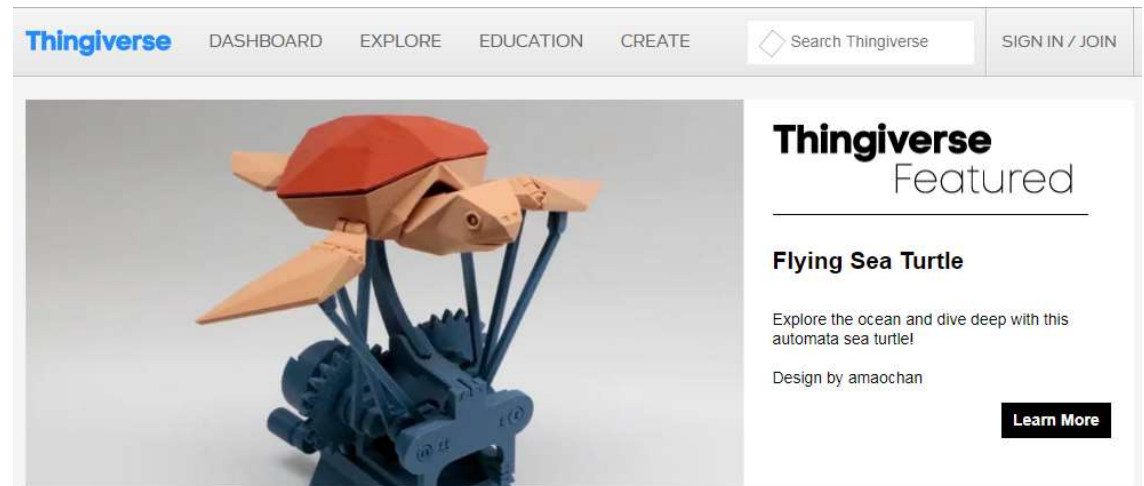 Thingiverse DASHBOARD EXPLORE EDUCATION CREATE Search Thingiverse SIGN IN / JOIN
Thingiverse
Featured
Flying Sea Turtle
Explore the ocean and dive deep with this
automata sea turtle!
Design by amaochan
Learn More